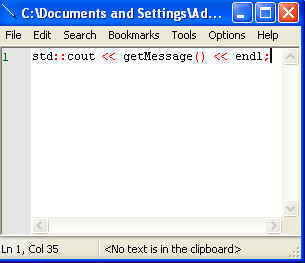 C:\Documents and Settings\Ad...
File Edit Search Bookmarks Tools Options Help
1 std::cout << getMessage() << endl;
Ln 1, Col 35 <No text is in the clipboard>